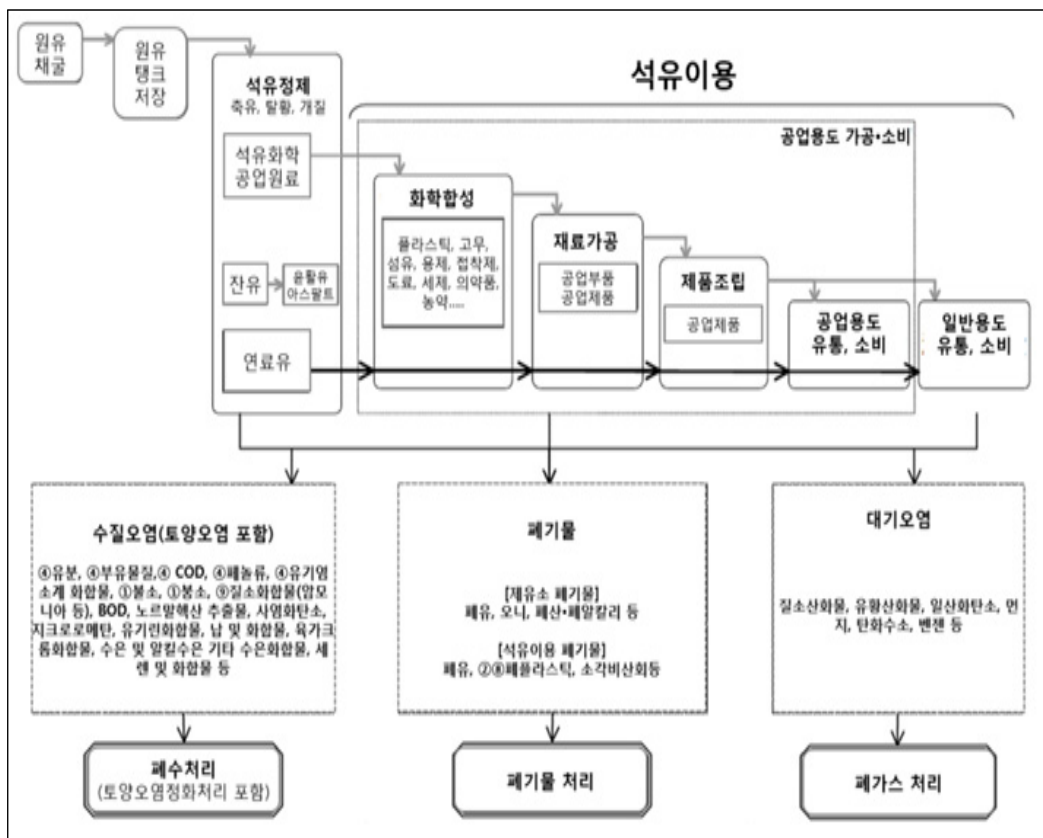 원유
채굴
원유
탱크
저장
석유정제
축유, 탈황, 개질
석유화학
공업원료
잔유
윤활유
아스팔트
연료유
석유이용
공업용도 가공•소비
화학합성
플라스틱, 고무,
섬유, 용제, 접착제,
도료, 세제, 의약품,
농약.....
재료가공
공업부품
공업제품
제품조립
공업제품
공업용도
유통, 소비
일반용도
유통, 소비
수질오염(토양오염 포함)
④유분, ④부유물질,④ COD, ④페놀류, ④유기염
소계 화합물, ①불소, ①붕소, ⑨질소화합물(암모
니아 등), BOD, 노르말헥산 추출물, 사염화탄소,
지크로로메탄, 유기린화합물, 납 및 화합물, 육가크
롬화합물, 수은 및 알킬수은 기타 수은화합물, 세
렌 및 화합물 등
폐기물
[제유소 폐기물]
폐유, 오니, 폐산•폐알칼리 등
[석유이용 폐기물]
폐유, ②⑧폐플라스틱, 소각비산회등
대기오염
질소산화물, 유황산화물, 일산화탄소, 먼
지, 탄화수소, 벤젠 등
폐수처리
(토양오염정화처리 포함)
폐기물 처리
폐가스 처리